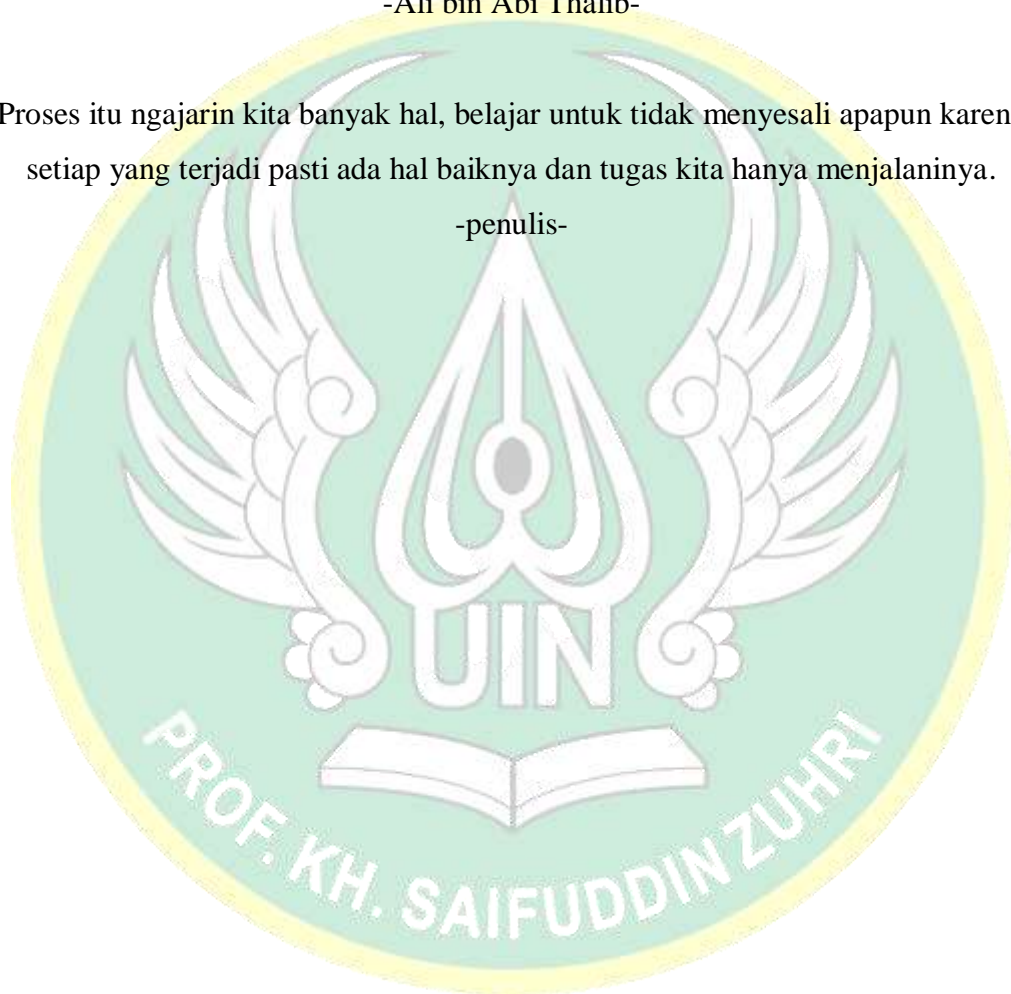 -Ali bin Abi Thalib-
Proses itu ngajarin kita banyak hal, belajar untuk tidak menyesali apapun karen
setiap yang terjadi pasti ada hal baiknya dan tugas kita hanya menjalaninya.
-penulis-
UIN
PROF. KH. SAIFUDDIN ZUHRI